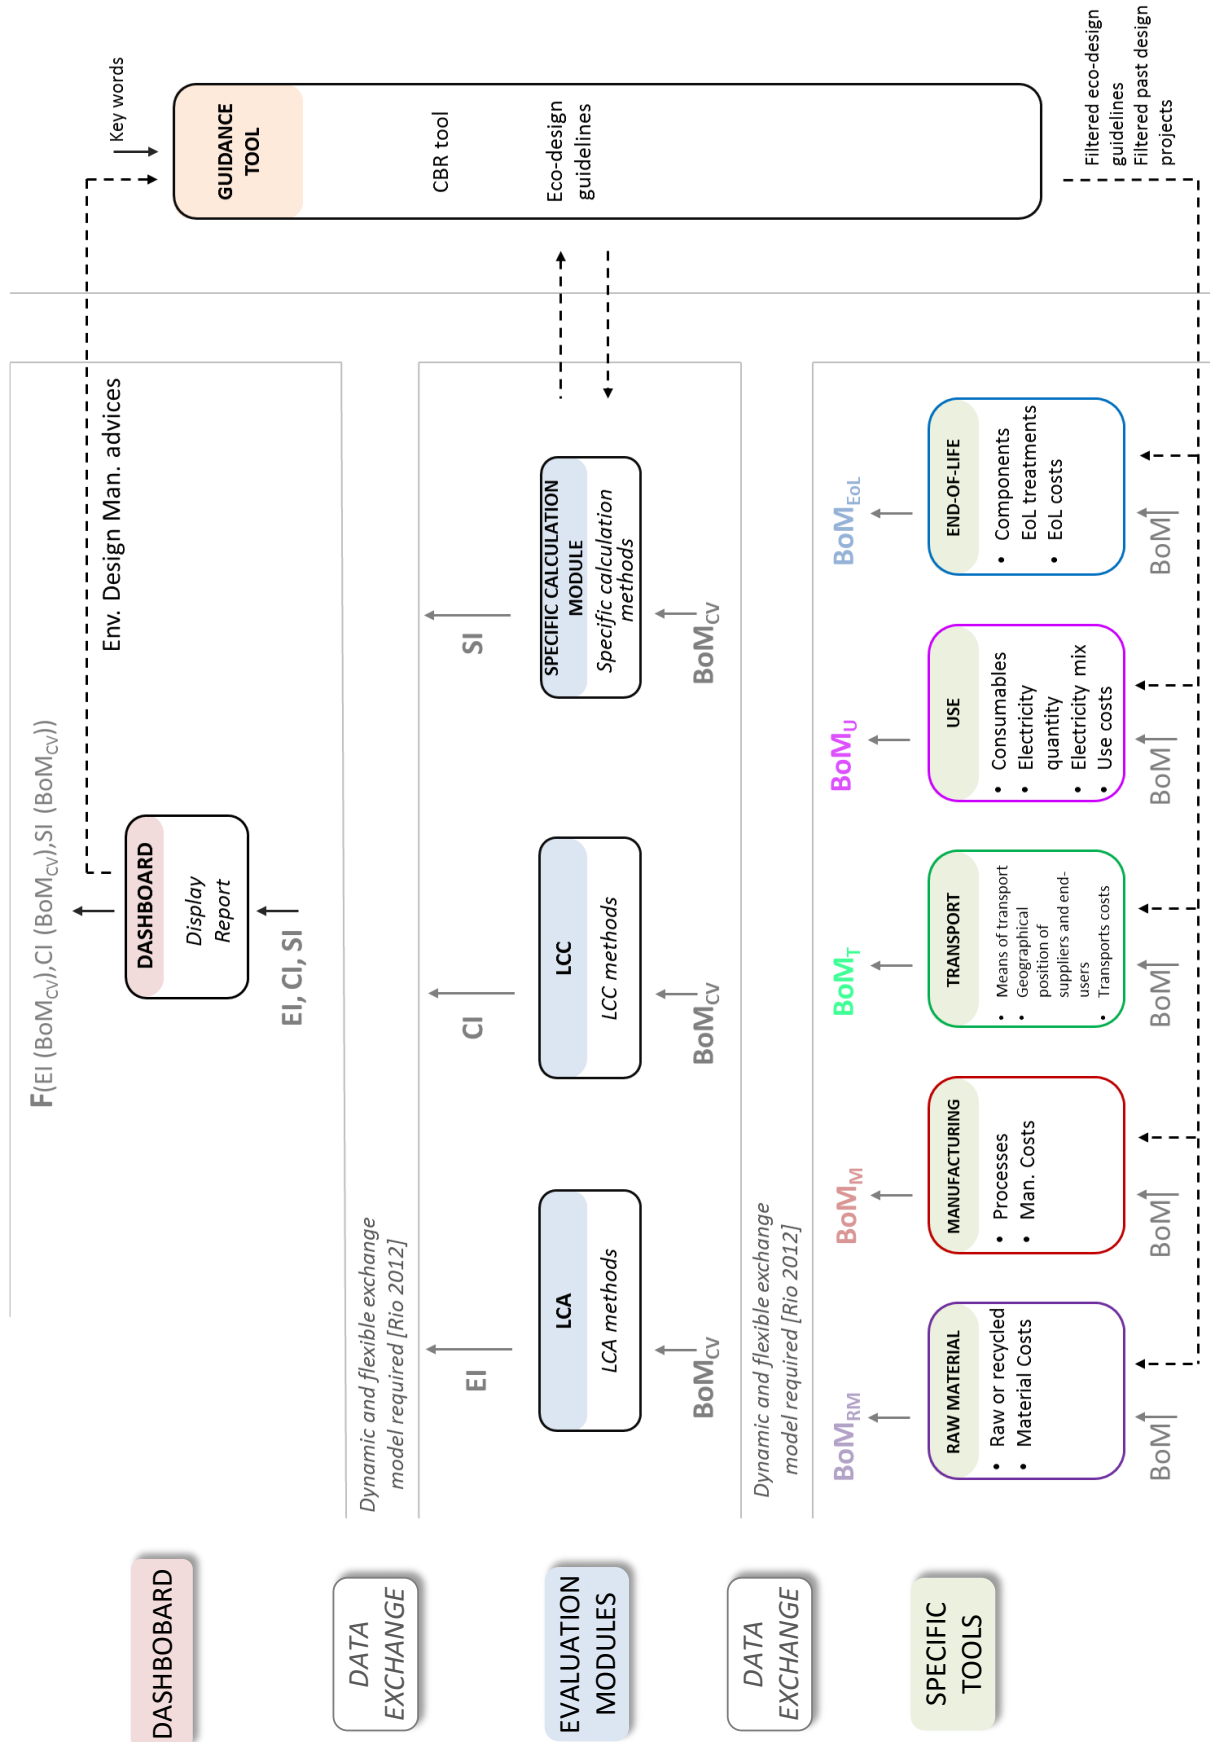 DASHBOBARD
F(EI (BoMCV),CI (BoMCV),SI (BoMCV))
DASHBOARD
Display
Report
EI, CI, SI
Env. Design Man. advices
Key words
GUIDANCE
TOOL
CBR tool
Eco-design
guidelines
DATA
EXCHANGE
Dynamic and flexible exchange
model required [Rio 2012]
EVALUATION
MODULES
EI
LCA
LCA methods
BoMCV
CI
LCC
LCC methods
BoMCV
SI
SPECIFIC CALCULATION
MODULE
Specific calculation
methods
BoMCV
DATA
EXCHANGE
Dynamic and flexible exchange
model required [Rio 2012]
SPECIFIC
TOOLS
BoMRM
RAW MATERIAL
• Raw or recycled
• Material Costs
BoM
BoMM
MANUFACTURING
• Processes
• Man. Costs
BoM
BoMT
TRANSPORT
• Means of transport
• Geographical
position of
suppliers and end-
users
• Transports costs
BoM
BoMU
USE
• Consumables
• Electricity
quantity
• Electricity mix
• Use costs
BoM
BoMEoL
END-OF-LIFE
• Components
EoL treatments
• EoL costs
BoM
Filtered eco-design
guidelines
Filtered past design
projects